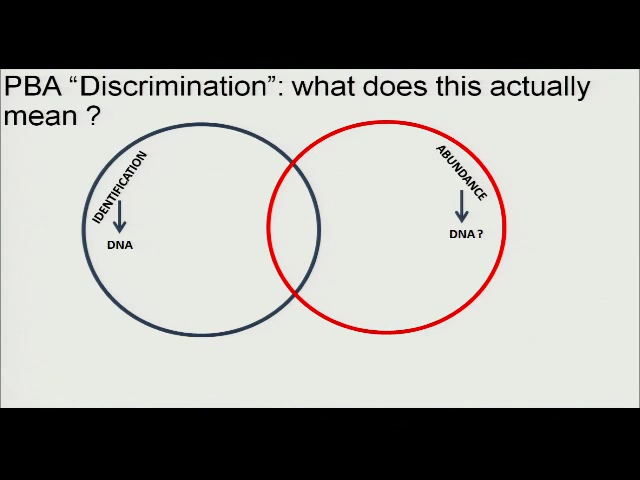 PBA “Discrimination”: what does this actually
mean ?
IDENTIFICATION
DNA
ABUNDANCE
DNA ?